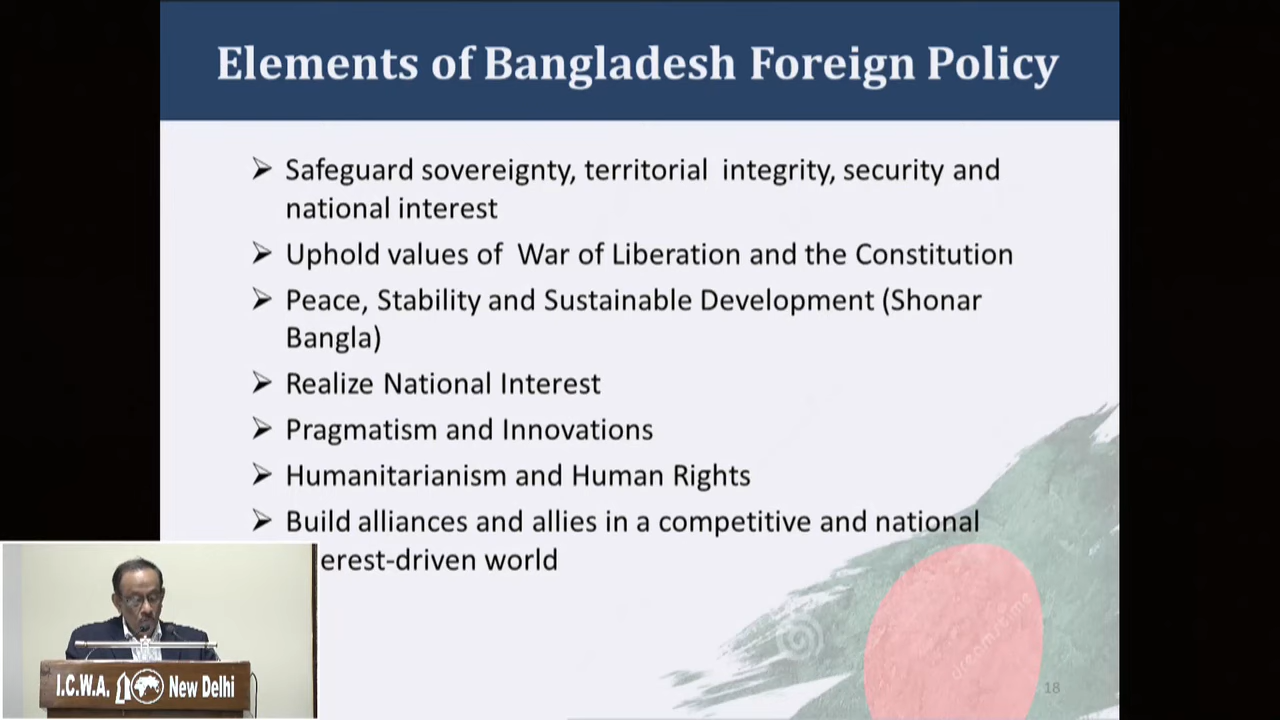 Elements of Bangladesh Foreign Policy
Safeguard sovereignty, territorial integrity, security and
national interest
Uphold values of War of Liberation and the Constitution
Peace, Stability and Sustainable Development (Shonar
Bangla)
Realize National Interest
Pragmatism and Innovations
Humanitarianism and Human Rights
Build alliances and allies in a competitive and national
erest-driven world
dreamstime
18
I.C.W.A. New Delhi